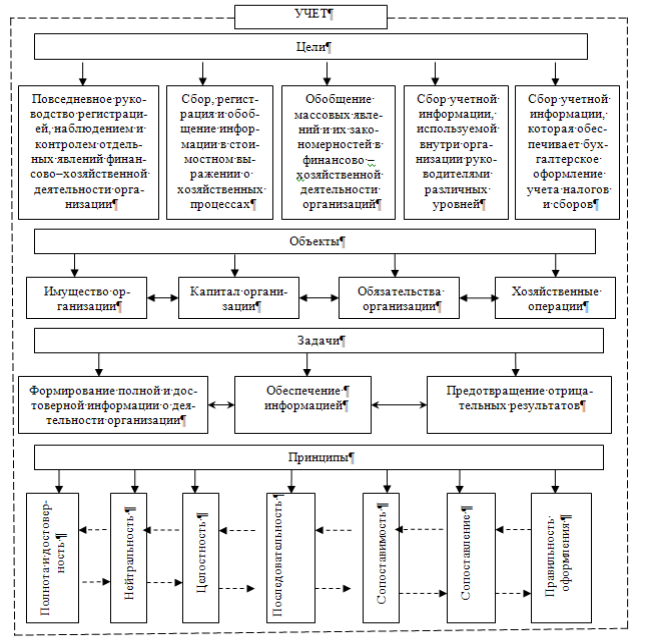 УЧЕТ¶
Цели¶
Повседневное·руко-
водство·регистраци-
ей,·наблюдением·и·
контролем·отдель-
ных·явлений·финан-
сово–хозяйственной·
деятельности·орга-
низации¶
Сбор,·регист-
рация·и·обоб-
щение·инфор-
мации·в·стои-
мостном·вы-
ражении·о·
хозяйственных·
процессах¶
Обобщение·
массовых·явле-
ний·и·их·зако-
номерностей·в·
финансово·–
хозяйственной·
деятельности·
организаций¶
Сбор·учетной·
информации,·
используемой·
внутри·орга-
низации·руко-
водителями·
различных·
уровней¶
Сбор·учетной·
информации,·
которая·обес-
печивает·бух-
галтерское·
оформление·
учета·налогов·
и·сборов¶
Объекты¶
Имущество·ор-
ганизации¶
Капитал·органи-
зации¶
Обязательства·
организации¶
Хозяйственные·
операции¶
Задачи¶
Формирование·полной·и·дос-
товерной·информации·о·дея-
тельности·организации¶
Обеспечение·¶
информацией¶
Предотвращение·отрица-
тельных·результатов¶
Принципы¶
Полнота·и·достовер-
ность·¶
Нейтральность·¶
Целостность·¶
Последовательность·¶
Сопоставимость·¶
Сопоставление·¶
Правильность·
оформления·¶